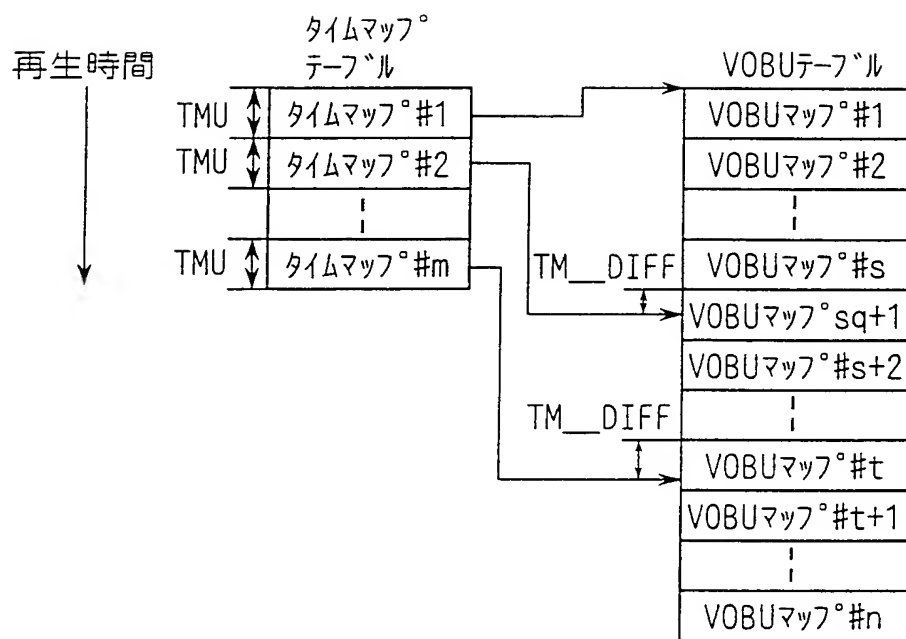 再生時間
タイムマップ
テーブル
TMU
タイムマップ#1
TMU
タイムマップ#2
TMU
タイムマップ#m
VOBUテーブル
VOBUマップ#1
VOBUマップ#2
VOBUマップ#s
TM__DIFF
VOBUマップsq+1
VOBUマップ#s+2
TM__DIFF
VOBUマップ#t
VOBUマップ#t+1
VOBUマップ#n